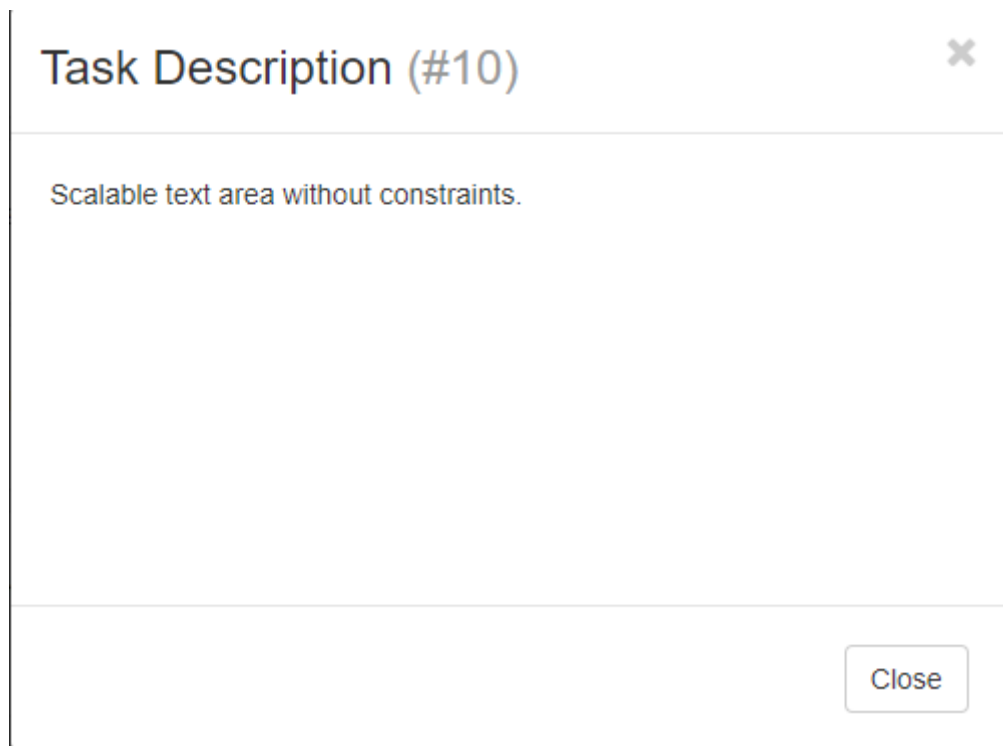 Task Description (#10)
Scalable text area without constraints.
Close